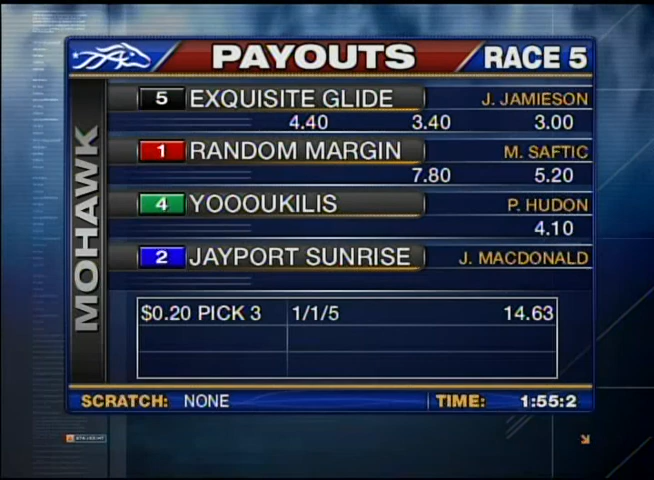 PAYOUTS RACE 5
MOHAWK
5 EXQUISITE GLIDE J. JAMIESON
4.40 3.40 3.00
1 RANDOM MARGIN M. SAFTIC
7.80 5.20
4 YOOOUKILIS P. HUDON
4.10
2 JAYPORT SUNRISE J. MACDONALD
$0.20 PICK 3 1/1/5 14.63
SCRATCH: NONE TIME: 1:55:2